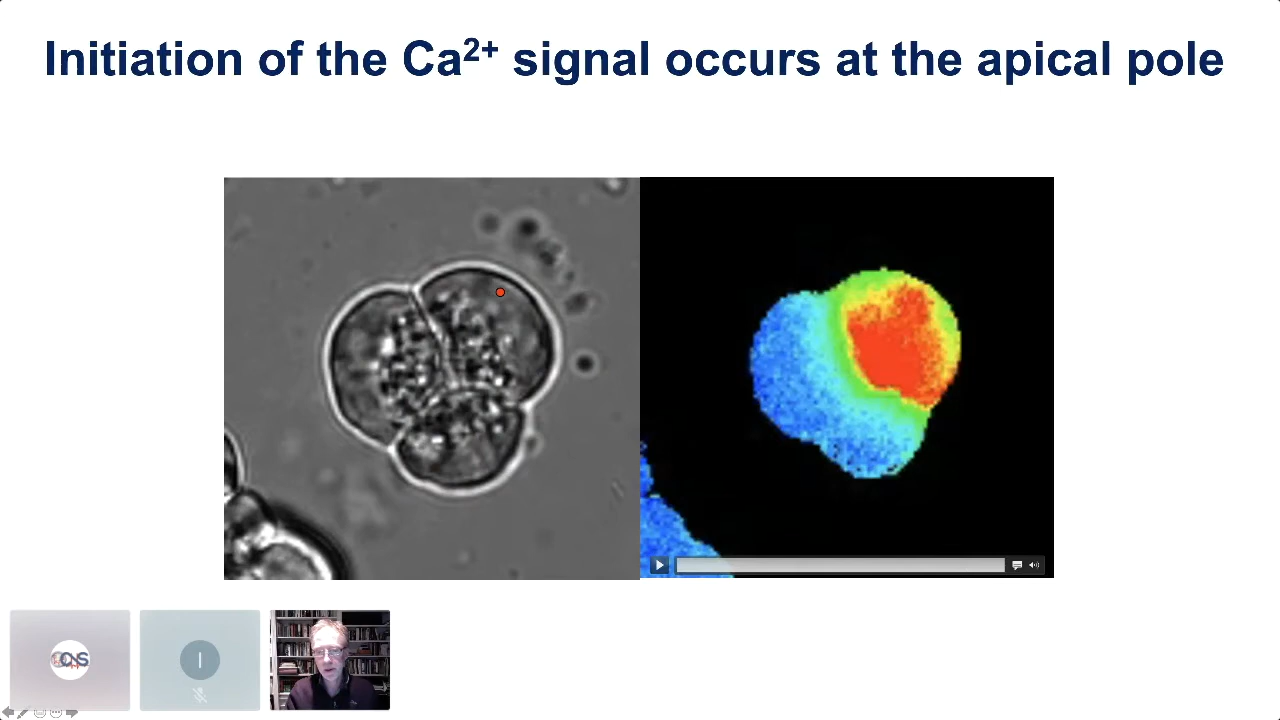 Initiation of the Ca²⁺ signal occurs at the apical pole
I